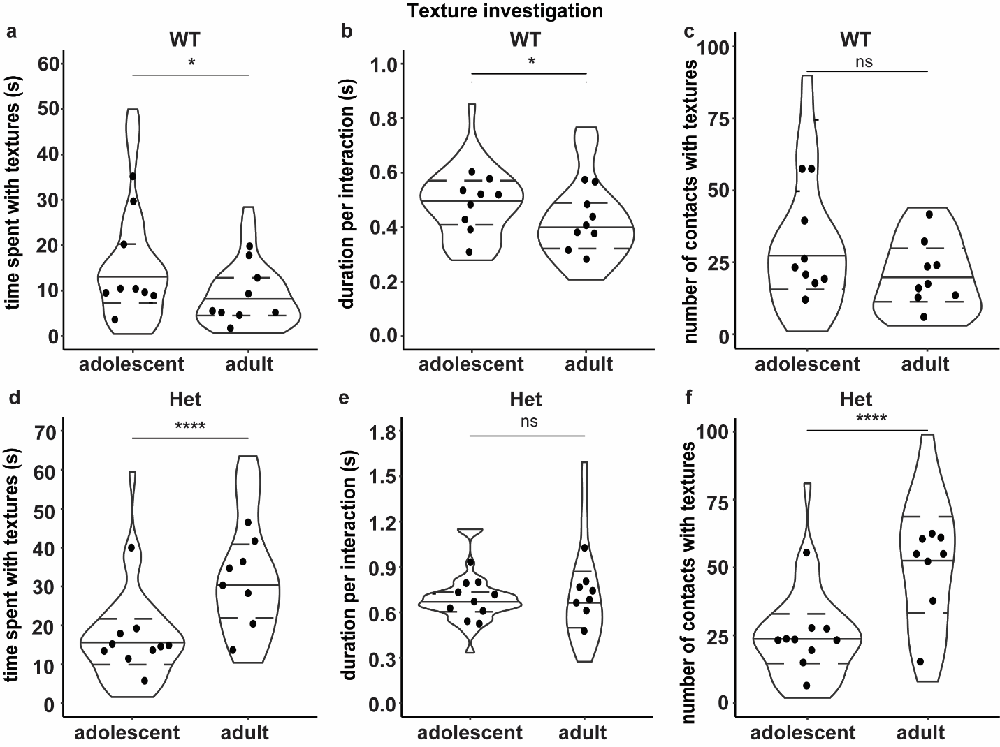 Texture investigation
a
WT
*
time spent with textures (s)
60
50
40
30
20
10
0
adolescent
adult
b
WT
*
duration per interaction (s)
1.0
0.8
0.6
0.4
0.2
0.0
adolescent
adult
c
WT
ns
number of contacts with textures
100
75
50
25
0
adolescent
adult
d
Het
****
time spent with textures (s)
70
60
50
40
30
20
10
0
adolescent
adult
e
Het
ns
duration per interaction (s)
1.8
1.5
1.2
0.9
0.6
0.3
0.0
adolescent
adult
f
Het
****
number of contacts with textures
100
75
50
25
0
adolescent
adult